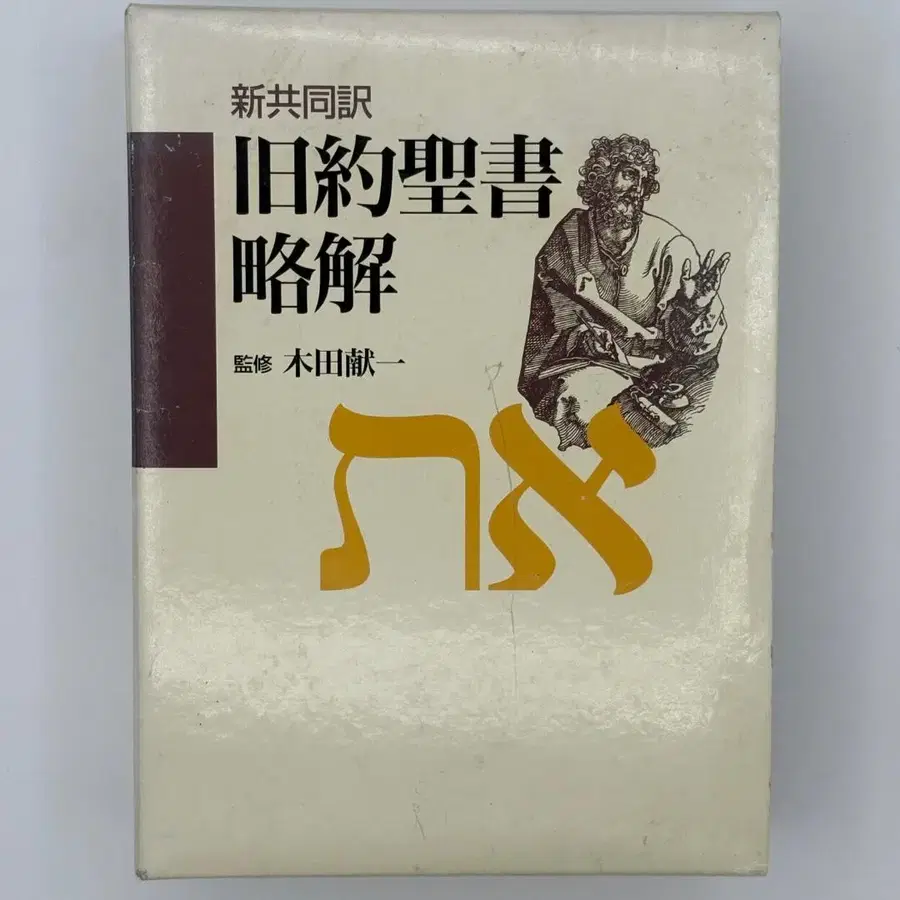 新共同訳
旧約聖書
略解
監修 木田献一
את